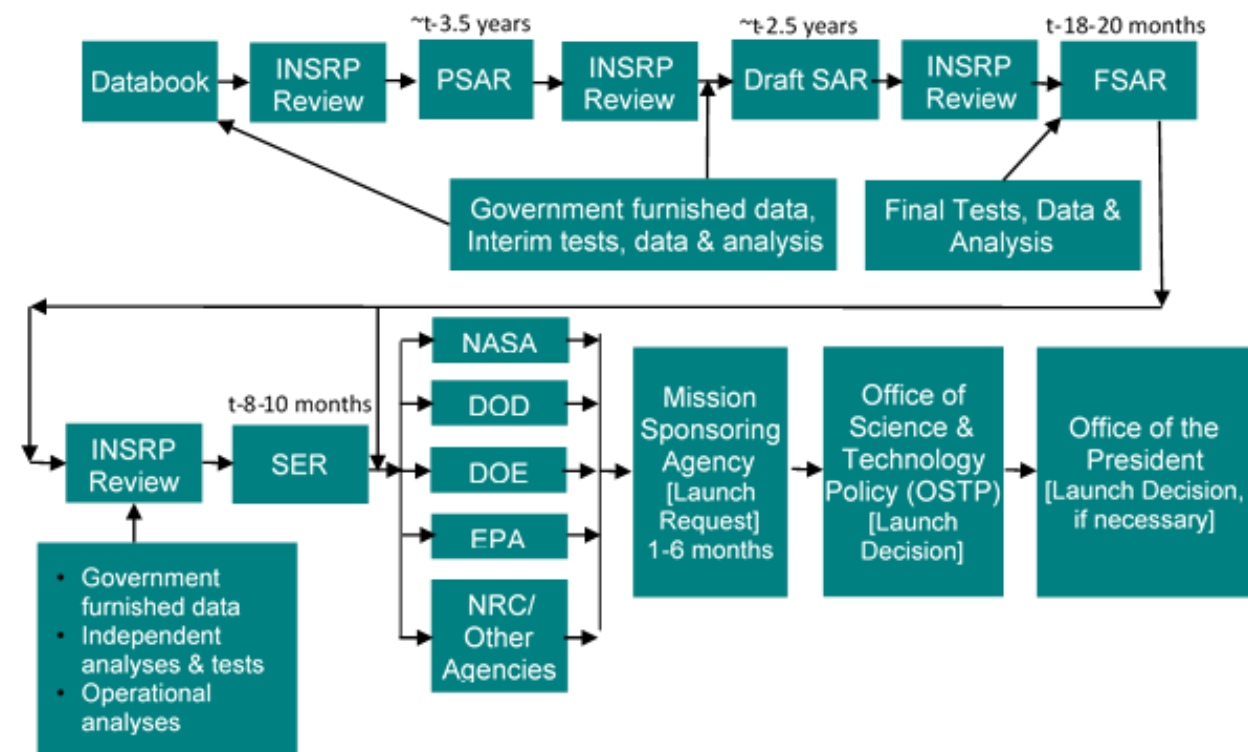 ~t-3.5 years
~t-2.5 years
t-18-20 months
Databook
INSRP
Review
PSAR
INSRP
Review
Draft SAR
INSRP
Review
FSAR
Government furnished data,
Interim tests, data & analysis
Final Tests, Data &
Analysis
t-8-10 months
INSRP
Review
SER
NASA
DOD
DOE
EPA
NRC/
Other
Agencies
Mission
Sponsoring
Agency
[Launch
Request]
1-6 months
Office of
Science &
Technology
Policy (OSTP)
[Launch
Decision]
Office of the
President
[Launch Decision,
if necessary]
• Government
furnished data
• Independent
analyses & tests
• Operational
analyses